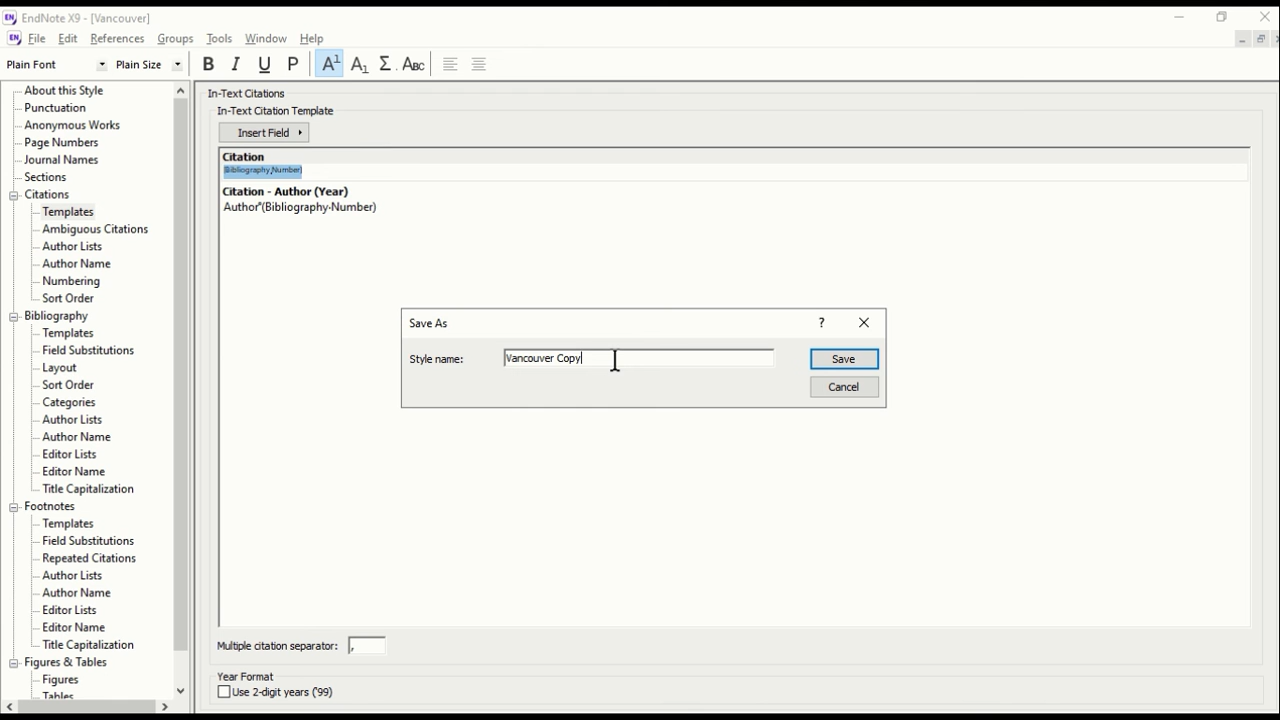 EndNote X9 - [Vancouver]
File Edit References Groups Tools Window Help
Plain Font Plain Size B I U P A1 A1 Σ ABC
About this Style
Punctuation
Anonymous Works
Page Numbers
Journal Names
Sections
Citations
Templates
Ambiguous Citations
Author Lists
Author Name
Numbering
Sort Order
Bibliography
Templates
Field Substitutions
Layout
Sort Order
Categories
Author Lists
Author Name
Editor Lists
Editor Name
Title Capitalization
Footnotes
Templates
Field Substitutions
Repeated Citations
Author Lists
Author Name
Editor Lists
Editor Name
Title Capitalization
Figures & Tables
Figures
Tables
In-Text Citations
In-Text Citation Template
Insert Field
Citation
(Bibliography Number)
Citation - Author (Year)
Author°(Bibliography·Number)
Save As
?
Style name: Vancouver Copy Save
Cancel
Multiple citation separator: ,
Year Format
Use 2-digit years ('99)